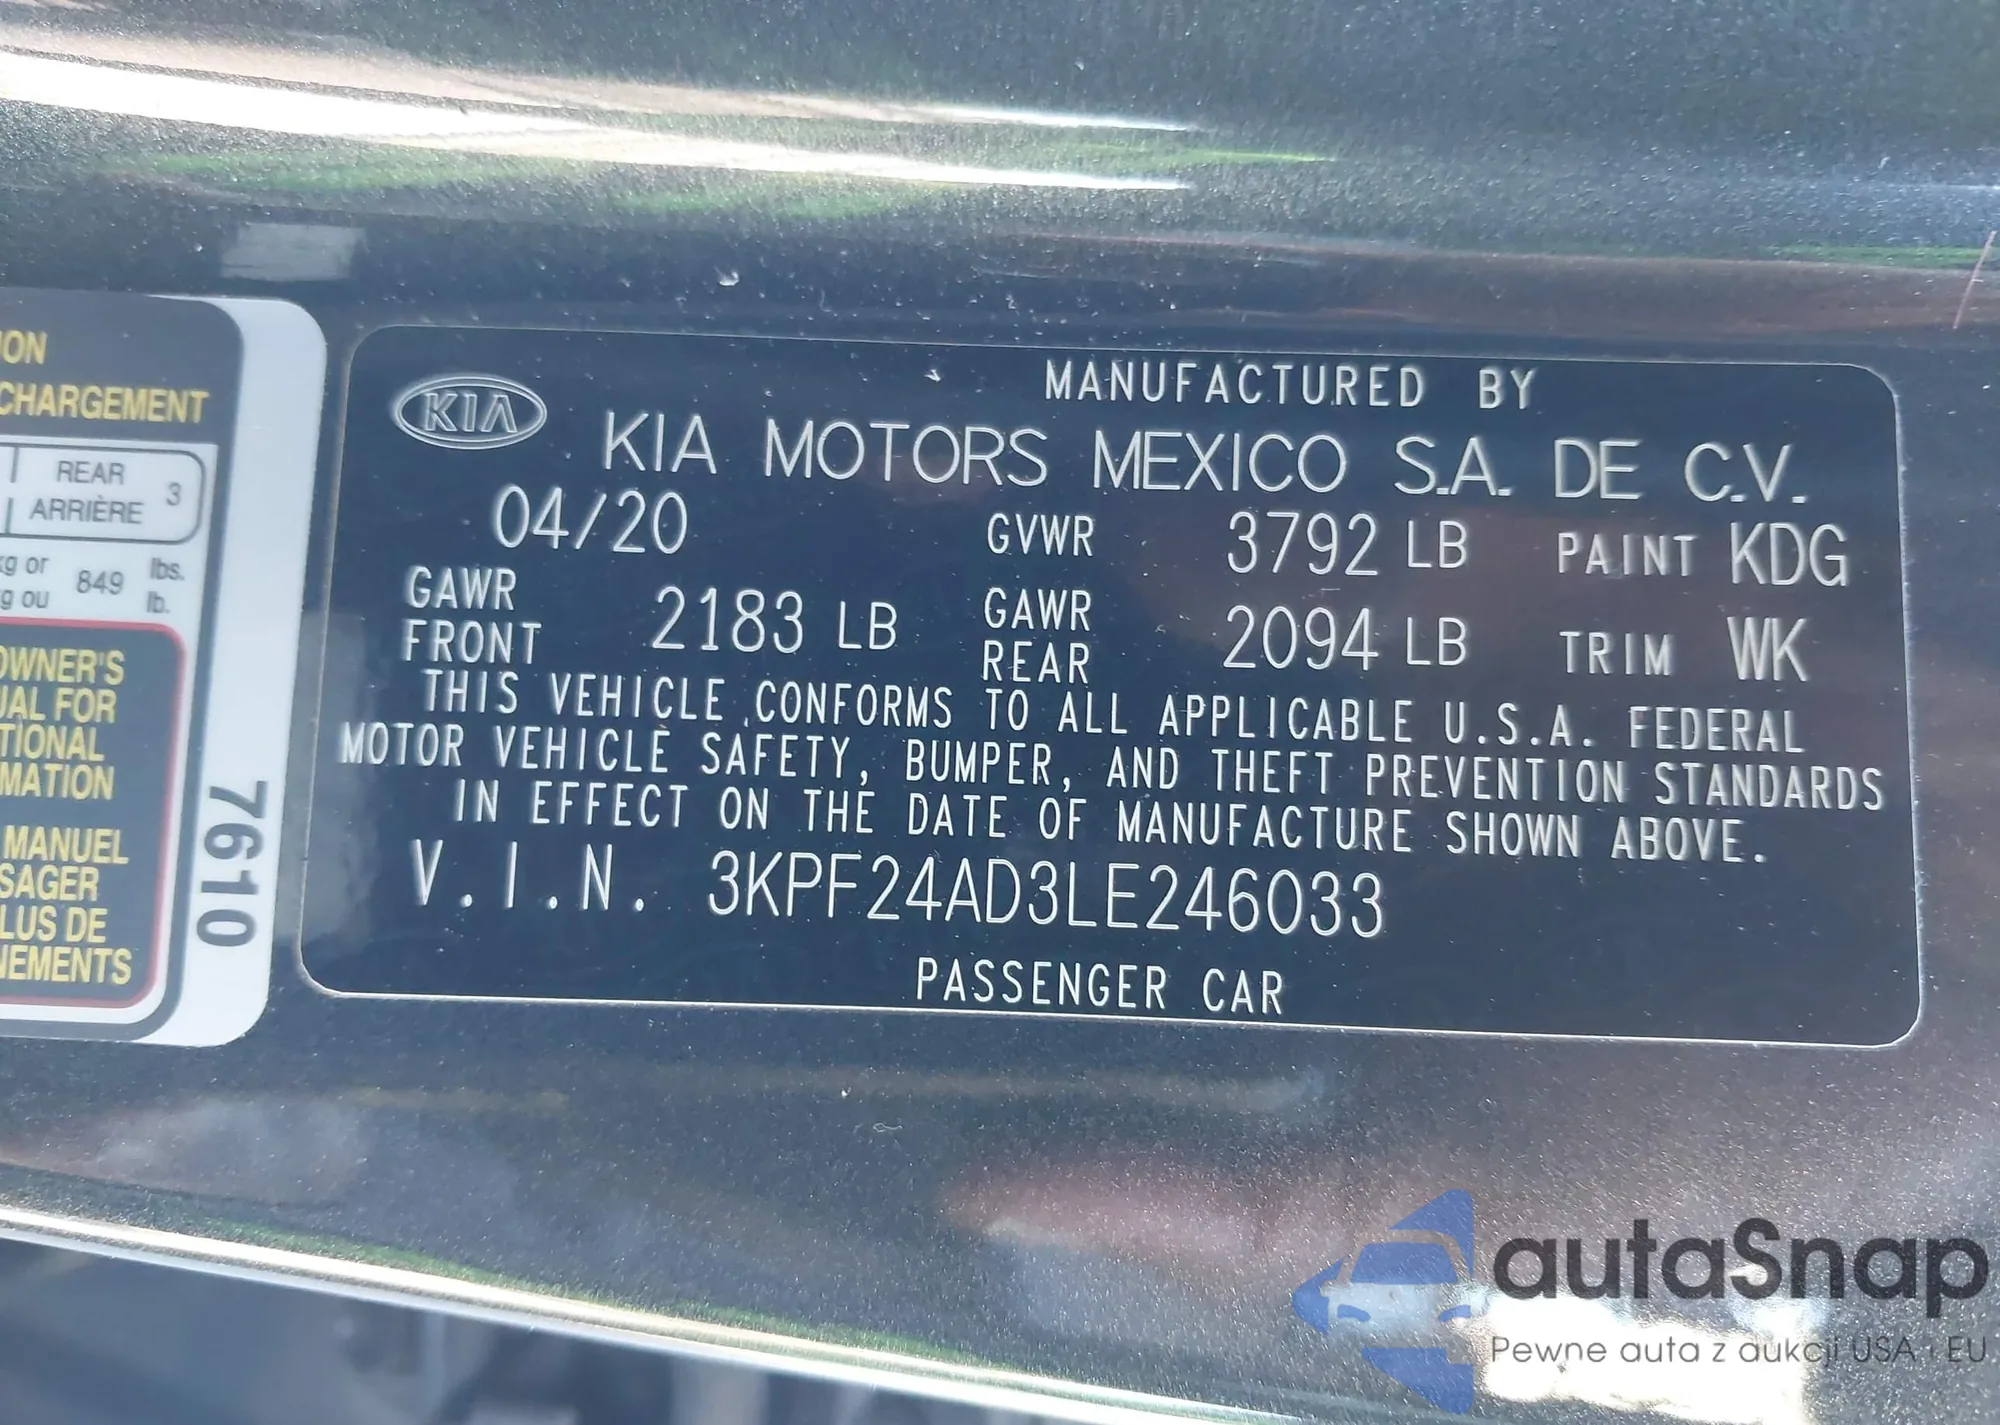 ION
CHARGEMENT
REAR
ARRIÈRE
3
kg or
kg ou
849
lbs.
lb.
OWNER'S
UAL FOR
TIONAL
MATION
MANUEL
SAGER
LUS DE
NEMENTS
7610
KIA
MANUFACTURED BY
KIA MOTORS MEXICO S.A. DE C.V.
04/20 GVWR 3792 LB PAINT KDG
GAWR FRONT 2183 LB GAWR REAR 2094 LB TRIM WK
THIS VEHICLE CONFORMS TO ALL APPLICABLE U.S.A. FEDERAL
MOTOR VEHICLE SAFETY, BUMPER, AND THEFT PREVENTION STANDARDS
IN EFFECT ON THE DATE OF MANUFACTURE SHOWN ABOVE.
V.I.N. 3KPF24AD3LE246033
PASSENGER CAR
autaSnap
Pewne auta z aukcji USA i EU